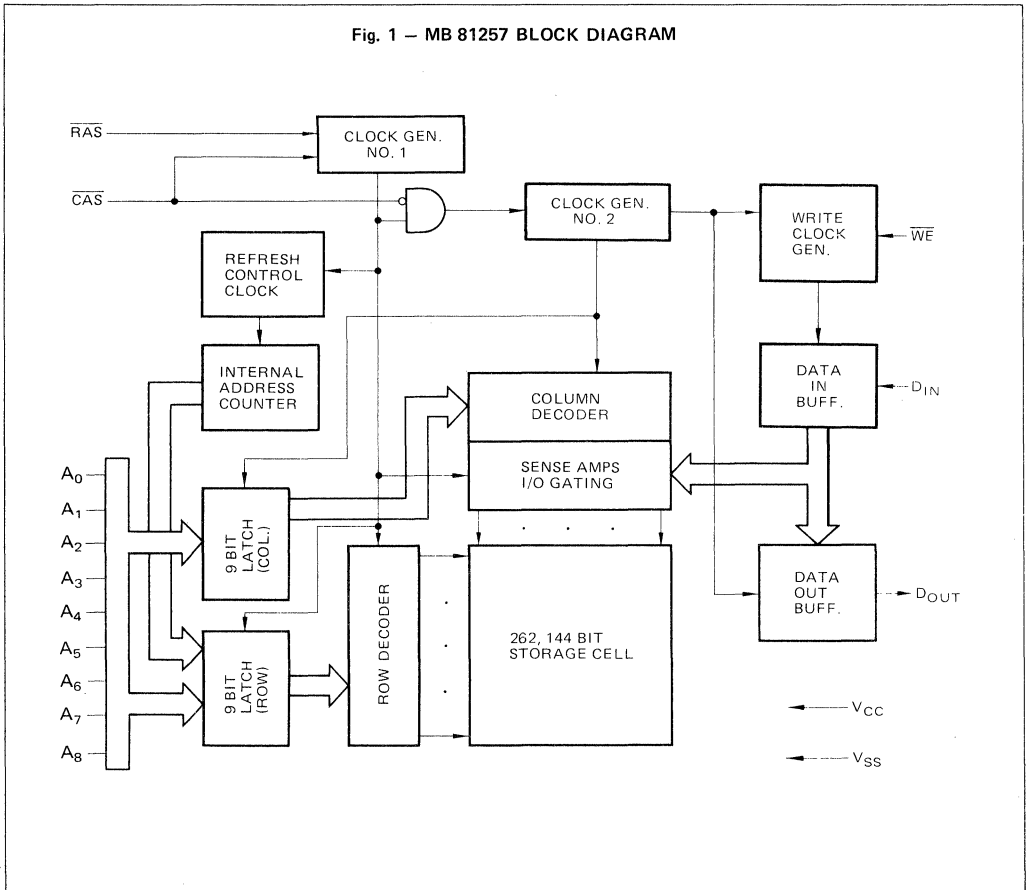 Fig. 1 – MB 81257 BLOCK DIAGRAM
RAS
CLOCK GEN.
NO. 1
CAS
CLOCK GEN.
NO. 2
WRITE
CLOCK
GEN.
WE
REFRESH
CONTROL
CLOCK
INTERNAL
ADDRESS
COUNTER
COLUMN
DECODER
DATA
IN
BUFF.
DIN
SENSE AMPS
I/O GATING
A0
A1
A2
A3
A4
A5
A6
A7
A8
9 BIT
LATCH
(COL.)
9 BIT
LATCH
(ROW)
ROW DECODER
262, 144 BIT
STORAGE CELL
DATA
OUT
BUFF.
DOUT
VCC
VSS